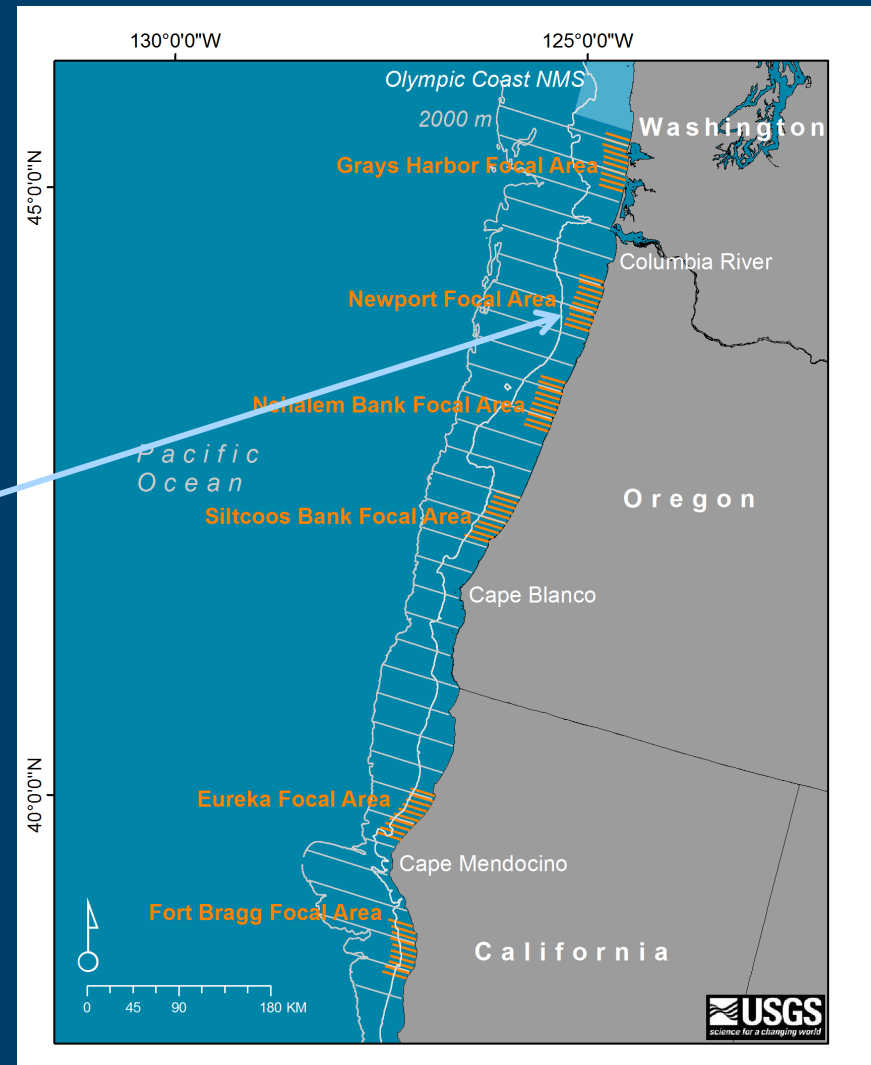 130°0'0"W
125°0'0"W
Olympic Coast NMS
2000 m
Washington
Grays Harbor Focal Area
45°0'0"N
Columbia River
Newport Focal Area
Nehalem Bank Focal Area
Pacific
Ocean
Oregon
Siltcoos Bank Focal Area
Cape Blanco
40°0'0"N
Eureka Focal Area
Cape Mendocino
Fort Bragg Focal Area
California
0 45 90 180 KM
USGS
science for a changing world